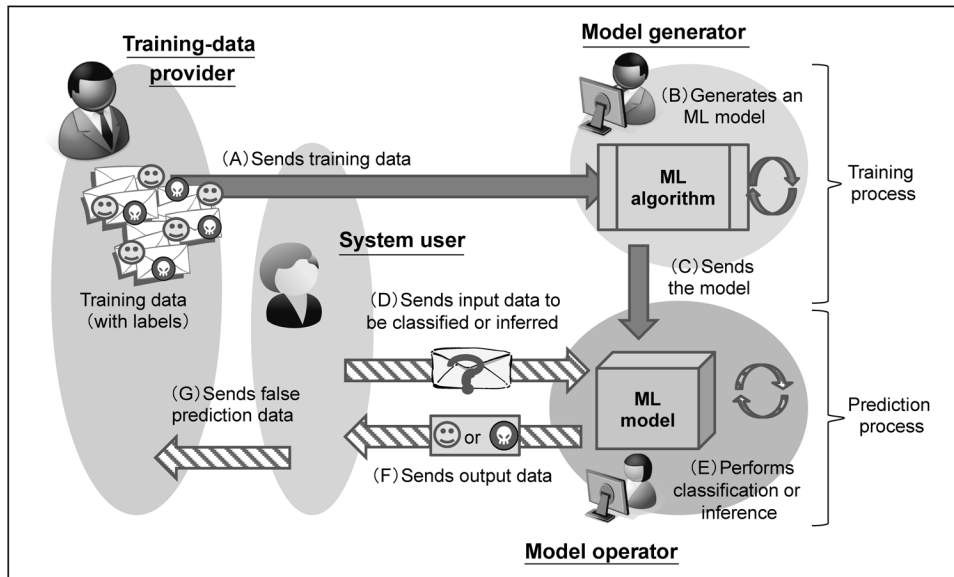 Training-data
provider
Model generator
(B)Generates an
ML model
(A)Sends training data
ML
algorithm
Training
process
System user
(C)Sends
the model
Training data
(with labels)
(D)Sends input data to
be classified or inferred
?
(G)Sends false
prediction data
ML
model
Prediction
process
or
(F)Sends output data
(E)Performs
classification or
inference
Model operator